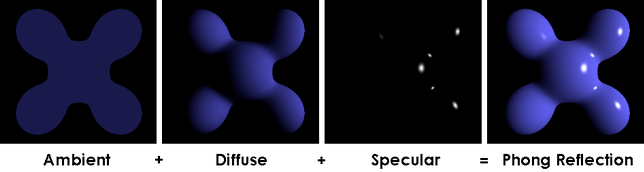 Ambient + Diffuse + Specular = Phong Reflection